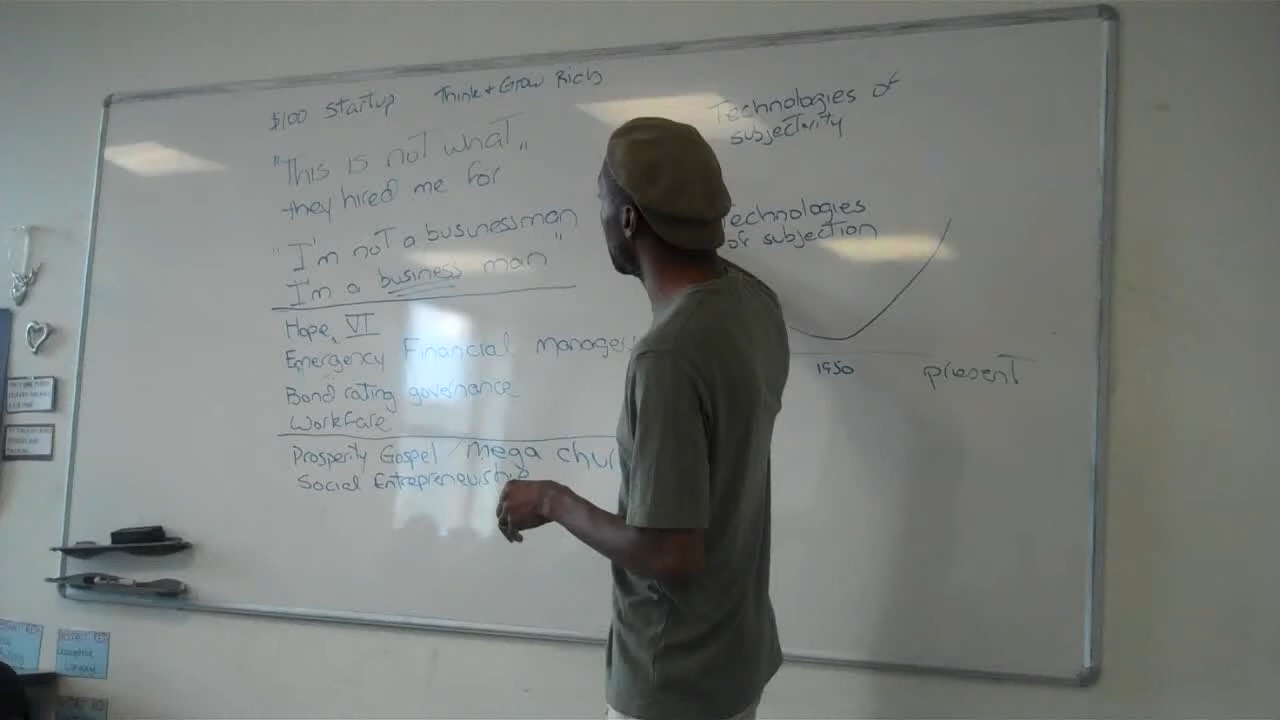 $100 Startup Think + Grow Rich
"This is not what"
they hired me for
"I'm not a businessman
I'm a business man"
Hope VI
Emergency Financial manager
Bond rating governance
Workfare
Prosperity Gospel / Mega chur
Social Entrepreneurship
Technologies of
subjectivity
Technologies
of subjection
1950 present